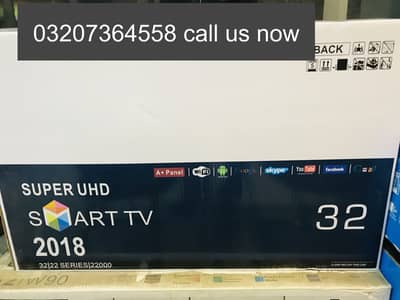 03207364558 call us now
BACK
A+ Panel WiFi skype YouTube facebook
SUPER UHD
SMART TV
32
2018
32|22 SERIES|22000